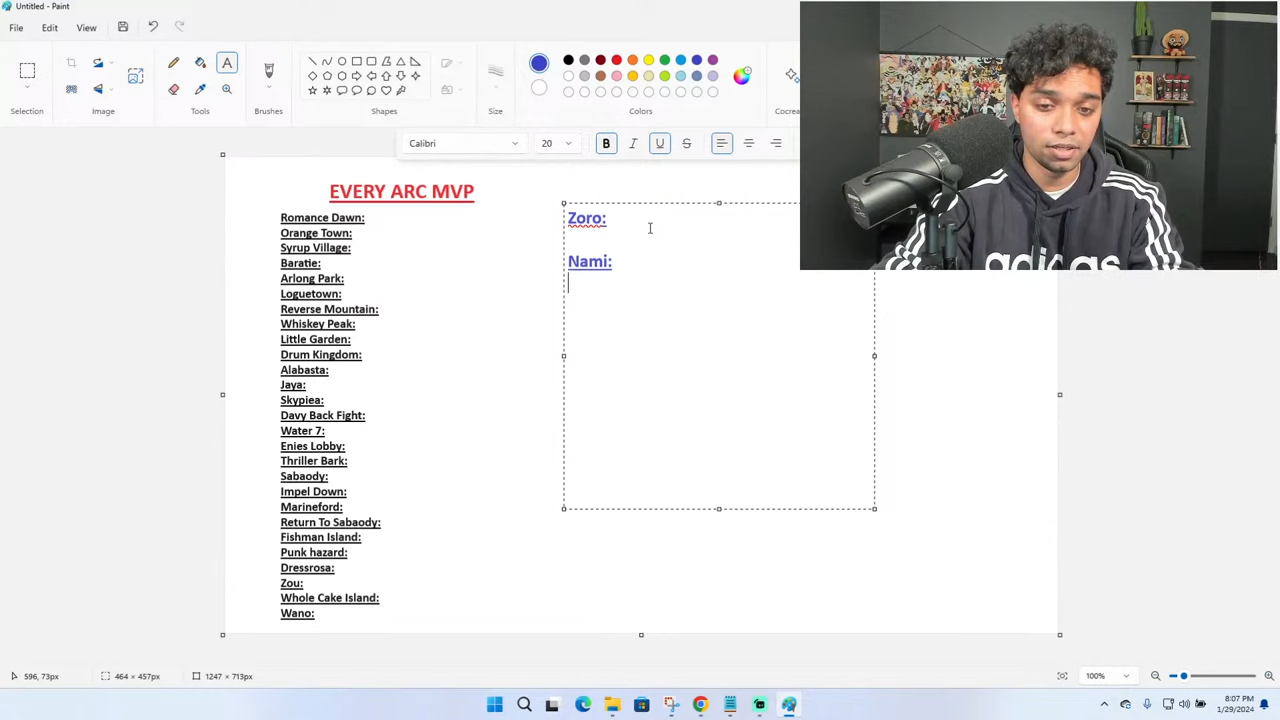 Untitled - Paint
File Edit View
Selection Image Tools Brushes Shapes Size Colors
Calibri 20 B I U S
EVERY ARC MVP
Romance Dawn:
Orange Town:
Syrup Village:
Baratie:
Arlong Park:
Loguetown:
Reverse Mountain:
Whiskey Peak:
Little Garden:
Drum Kingdom:
Alabasta:
Jaya:
Skypiea:
Davy Back Fight:
Water 7:
Enies Lobby:
Thriller Bark:
Sabaody:
Impel Down:
Marineford:
Return To Sabaody:
Fishman Island:
Punk hazard:
Dressrosa:
Zou:
Whole Cake Island:
Wano:
Zoro:
Nami:
adidas
596, 73px 464 × 457px 1247 × 713px 100%
8:07 PM
1/29/2024